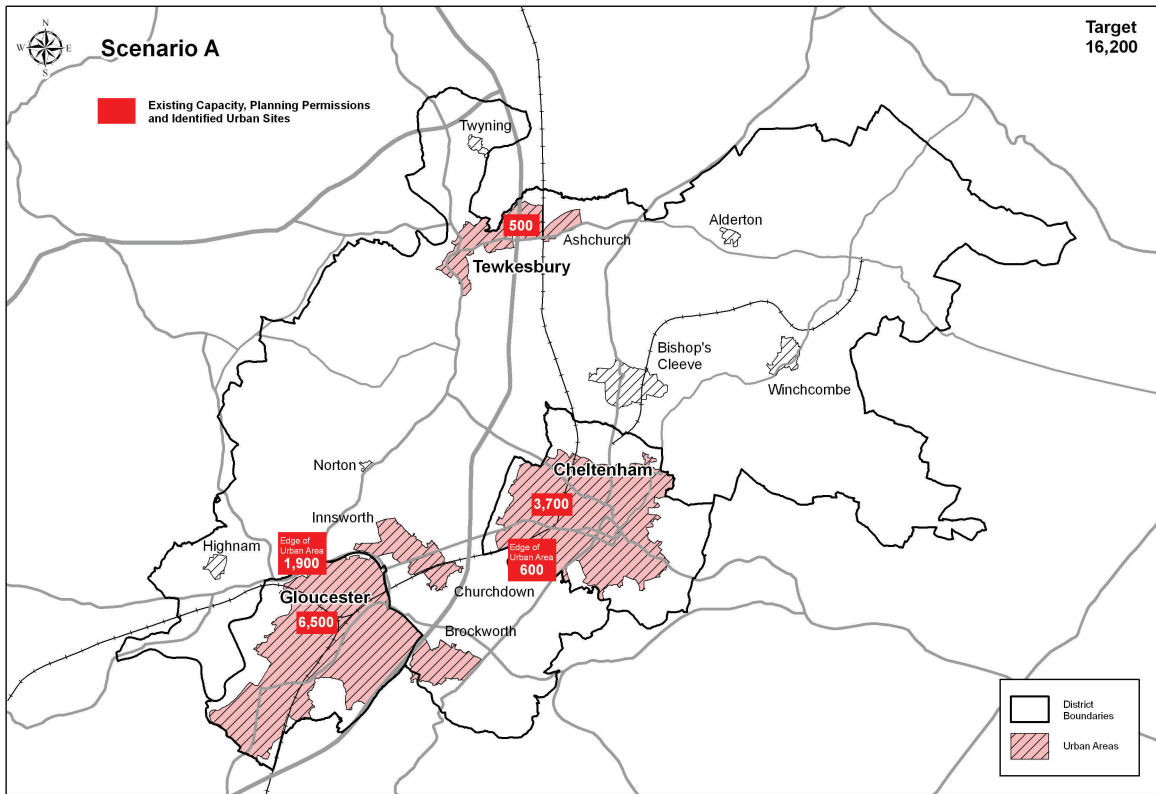 N
W
E
S
Scenario A
Target
16,200
Existing Capacity, Planning Permissions
and Identified Urban Sites
Twyning
500
Ashchurch
Alderton
Tewkesbury
Bishop's
Cleeve
Winchcombe
Norton
Cheltenham
3,700
Innsworth
Highnam
Edge of
Urban Area
1,900
Edge of
Urban Area
600
Churchdown
Gloucester
6,500
Brockworth
District
Boundaries
Urban Areas